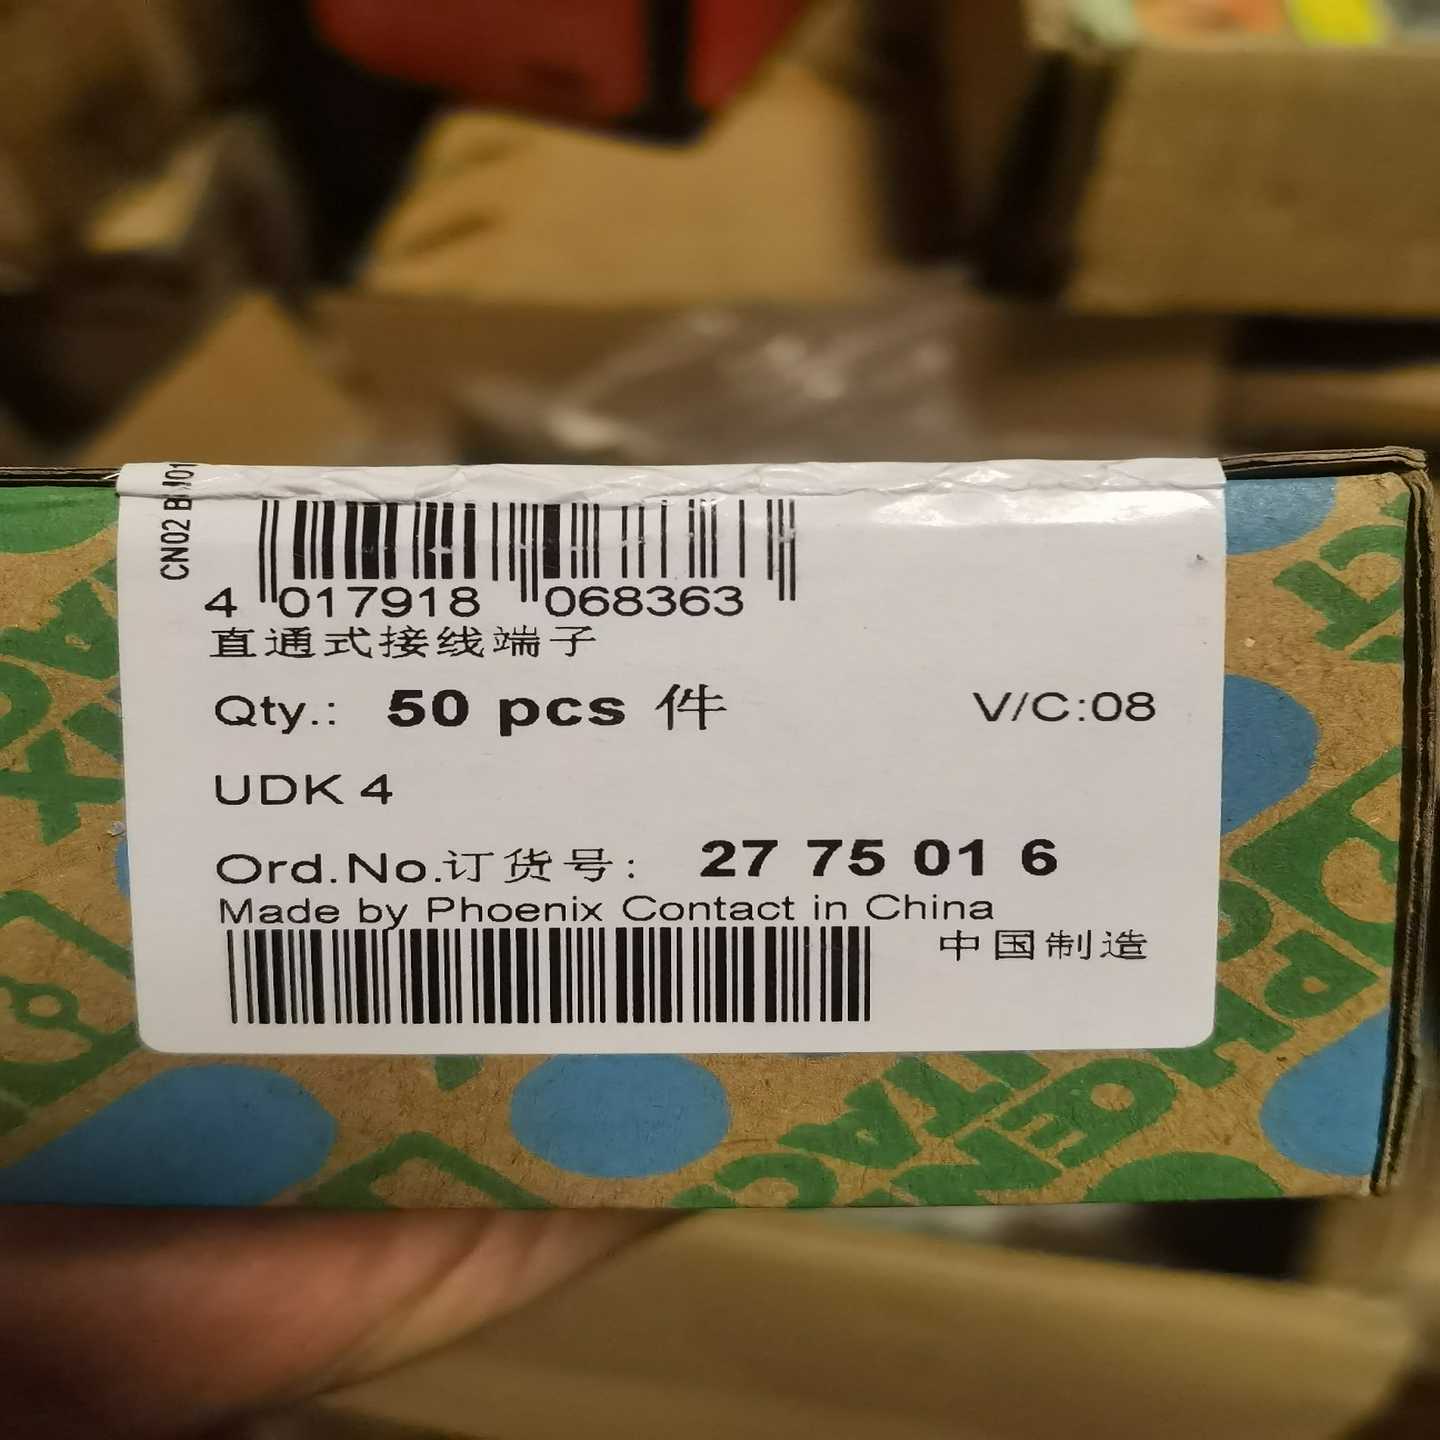 CN02
4 017918 068363
直通式接线端子
Qty.: 50 pcs 件 V/C:08
UDK 4
Ord.No.订货号: 27 75 01 6
Made by Phoenix Contact in China
中国制造